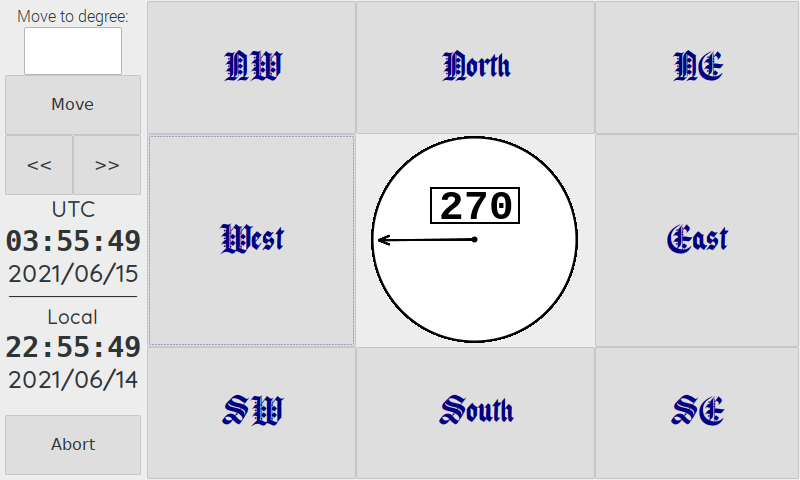 Move to degree:
Move
<< >>
UTC
03:55:49
2021/06/15
Local
22:55:49
2021/06/14
Abort
NW North NE
West 270 East
SW South SE